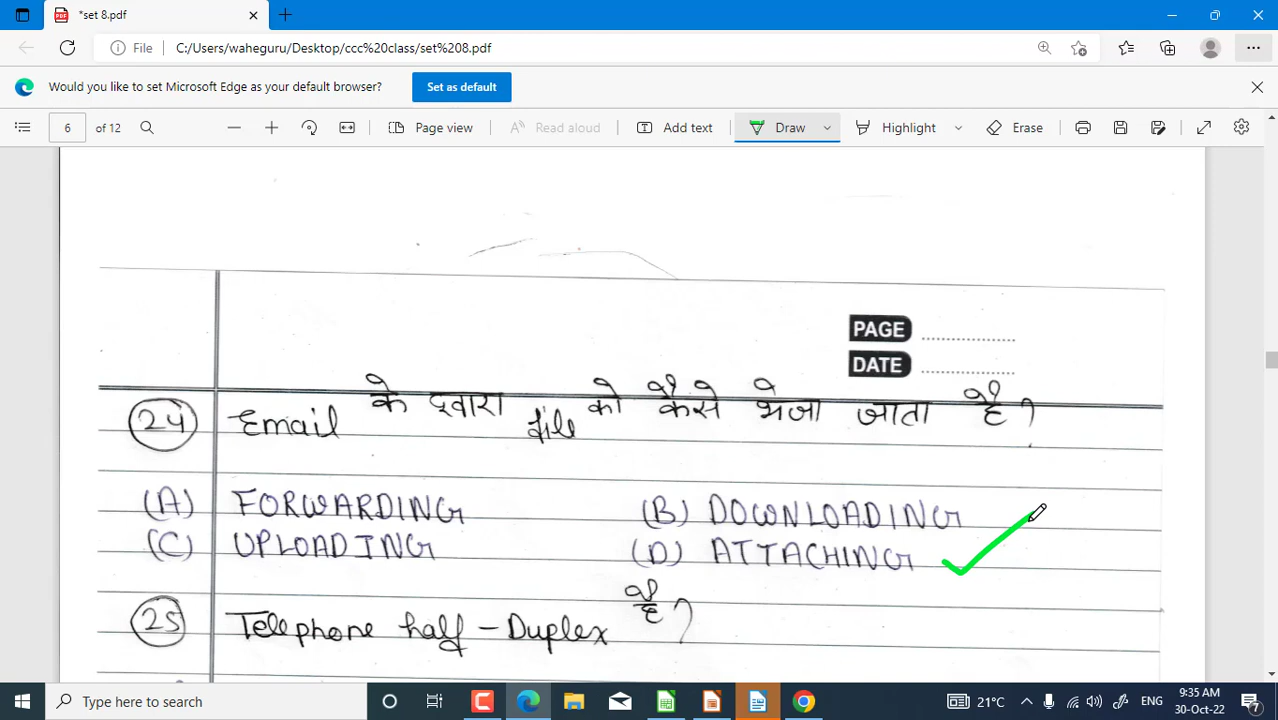 *set 8.pdf
File C:/Users/waheguru/Desktop/ccc%20class/set%208.pdf
Would you like to set Microsoft Edge as your default browser? Set as default
6 of 12 Page view Read aloud Add text Draw Highlight Erase
PAGE ..................
DATE ..................
(24) Email के द्वारा file को कैसे भेजा जाता है ?
(A) FORWARDING (B) DOWNLOADING
(C) UPLOADING (D) ATTACHING
(25) Telephone half - Duplex है ?
Type here to search 21°C ENG 9:35 AM
30-Oct-22 7